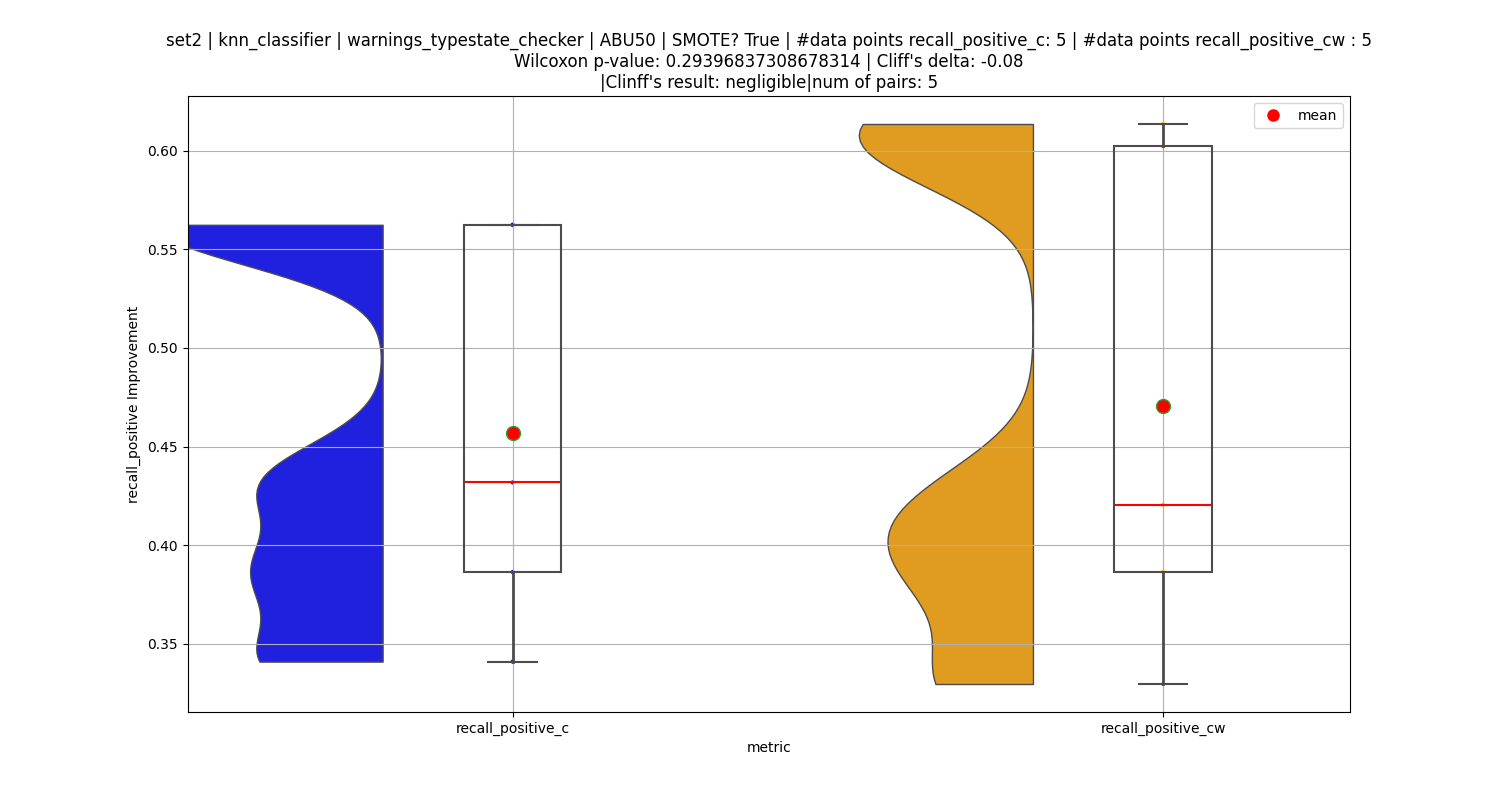 set2 | knn_classifier | warnings_typestate_checker | ABU50 | SMOTE? True | #data points recall_positive_c: 5 | #data points recall_positive_cw : 5
Wilcoxon p-value: 0.29396837308678314 | Cliff's delta: -0.08
|Clinff's result: negligible|num of pairs: 5
mean
0.60
0.55
0.50
0.45
0.40
0.35
recall_positive Improvement
recall_positive_c
recall_positive_cw
metric